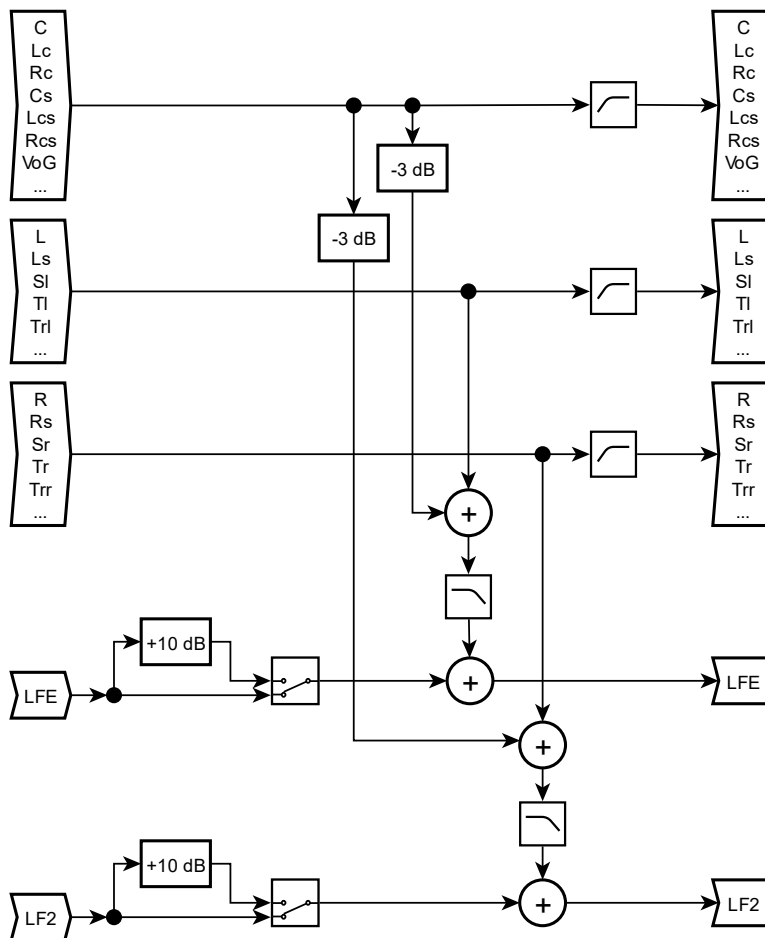 C
Lc
Rc
Cs
Lcs
Rcs
VoG
...
C
Lc
Rc
Cs
Lcs
Rcs
VoG
...
-3 dB
-3 dB
L
Ls
Sl
Tl
Trl
...
L
Ls
Sl
Tl
Trl
...
R
Rs
Sr
Tr
Trr
...
R
Rs
Sr
Tr
Trr
...
+
+10 dB
LFE
+
LFE
+
+10 dB
LF2
+
LF2